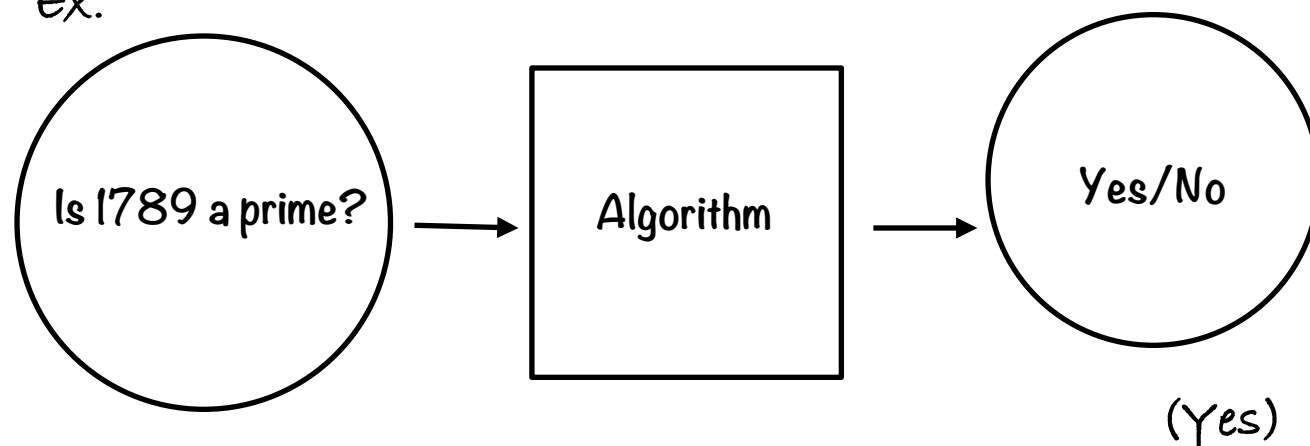 ex.
Is 1789 a prime?
Algorithm
Yes/No
(Yes)